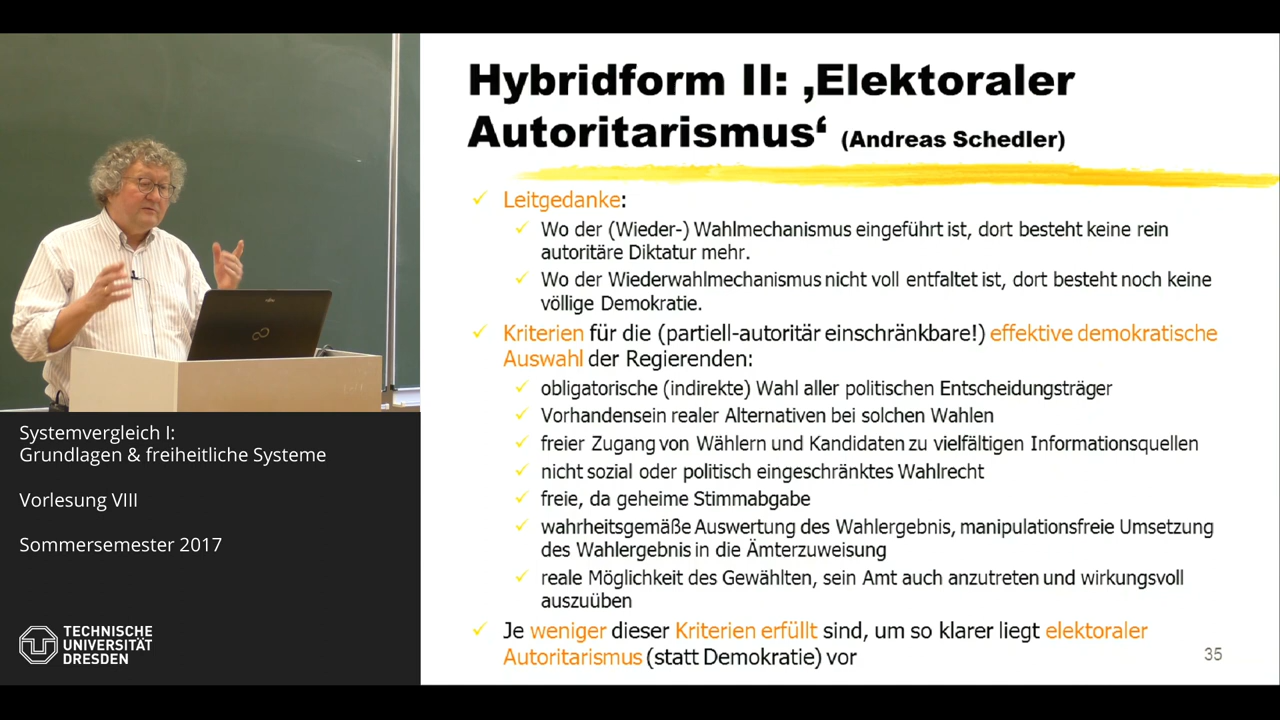 Hybridform II: ‚Elektoraler
Autoritarismus‘ (Andreas Schedler)
Leitgedanke:
Wo der (Wieder-) Wahlmechanismus eingeführt ist, dort besteht keine rein
autoritäre Diktatur mehr.
Wo der Wiederwahlmechanismus nicht voll entfaltet ist, dort besteht noch keine
völlige Demokratie.
Kriterien für die (partiell-autoritär einschränkbare!) effektive demokratische
Auswahl der Regierenden:
obligatorische (indirekte) Wahl aller politischen Entscheidungsträger
Vorhandensein realer Alternativen bei solchen Wahlen
freier Zugang von Wählern und Kandidaten zu vielfältigen Informationsquellen
nicht sozial oder politisch eingeschränktes Wahlrecht
freie, da geheime Stimmabgabe
wahrheitsgemäße Auswertung des Wahlergebnis, manipulationsfreie Umsetzung
des Wahlergebnis in die Ämterzuweisung
reale Möglichkeit des Gewählten, sein Amt auch anzutreten und wirkungsvoll
auszuüben
Je weniger dieser Kriterien erfüllt sind, um so klarer liegt elektoraler
Autoritarismus (statt Demokratie) vor
35
Systemvergleich I:
Grundlagen & freiheitliche Systeme
Vorlesung VIII
Sommersemester 2017
TECHNISCHE
UNIVERSITÄT
DRESDEN